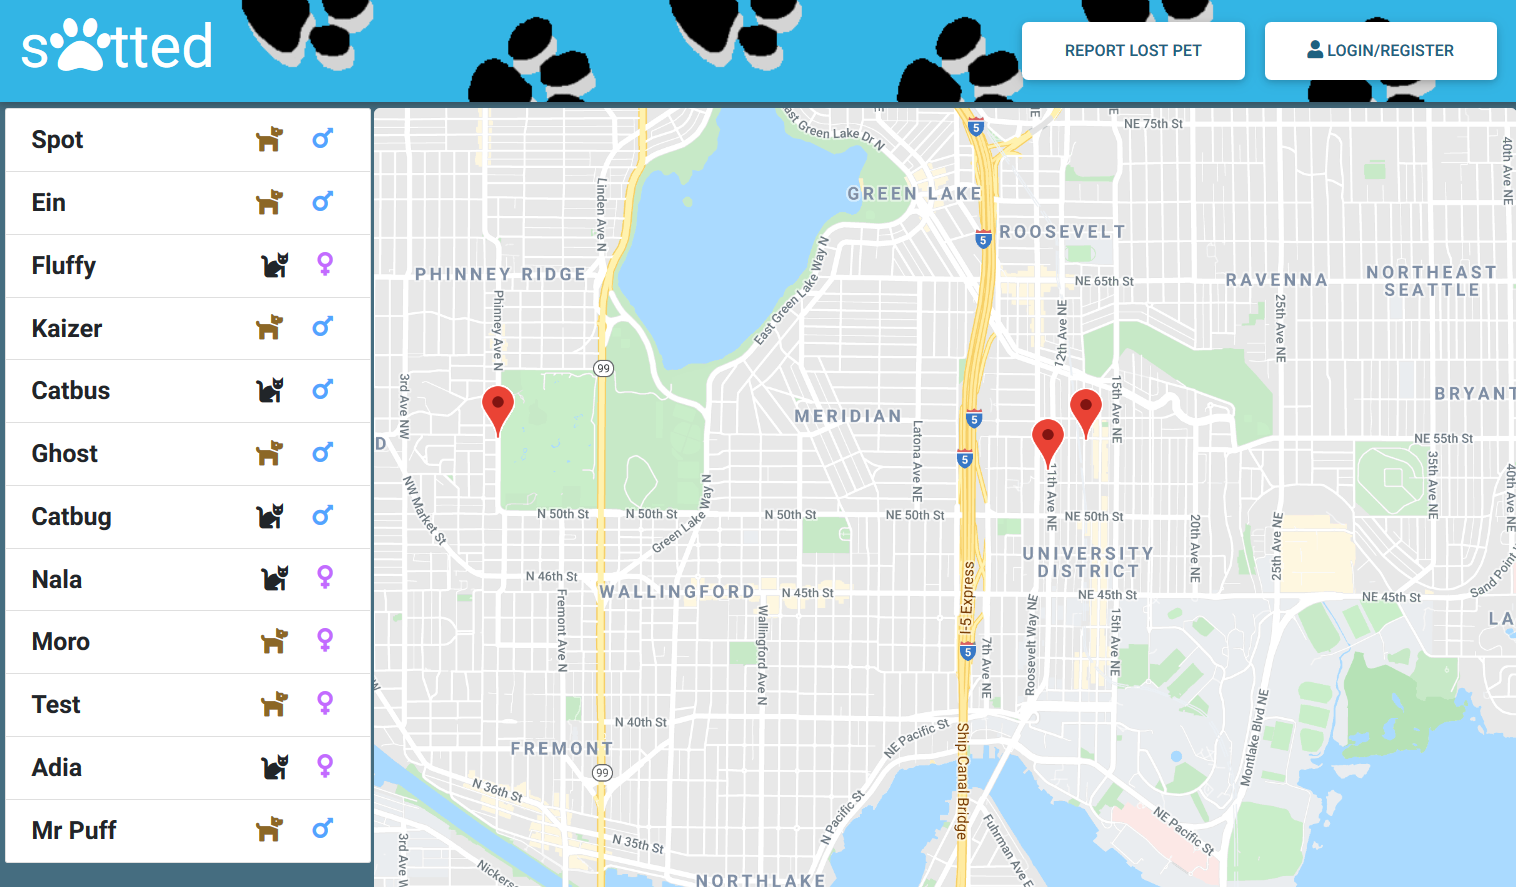 s tted
REPORT LOST PET
LOGIN/REGISTER
Spot
Ein
Fluffy
Kaizer
Catbus
Ghost
Catbug
Nala
Moro
Test
Adia
Mr Puff
East Green Lake Dr N
NE 75th St
5
40th Ave NE
GREEN LAKE
Linden Ave N
ROOSEVELT
5
PHINNEY RIDGE
East Green Lake Way N
NE 65th St
RAVENNA
NORTHEAST
SEATTLE
Phinney Ave N
12th Ave NE
25th Ave NE
99
3rd Ave NW
15th Ave NE
BRYANT
MERIDIAN
5
Latona Ave NE
NE 55th St
D
5
35th Ave NE
40th Ave NE
NW Market St
11th Ave NE
N 50th St
N 50th St
N 50th St
NE 50th St
NE 50th St
Green Lake Way N
20th Ave NE
25th Ave NE
UNIVERSITY
DISTRICT
N 46th St
WALLINGFORD
N 45th St
NE 45th St
NE 45th St
Sand Point
I-5 Express
Fremont Ave N
Wallingford Ave N
Roosevelt Way NE
7th Ave NE
15th Ave NE
LA
5
N 40th St
FREMONT
NE Pacific St
Montlake Blvd NE
99
Ship Canal Bridge
N 36th St
N Pacific St
NE Pacific St
N 35th St
Fuhrman Ave E
3rd Ave W
Nickers
NORTHLAKE